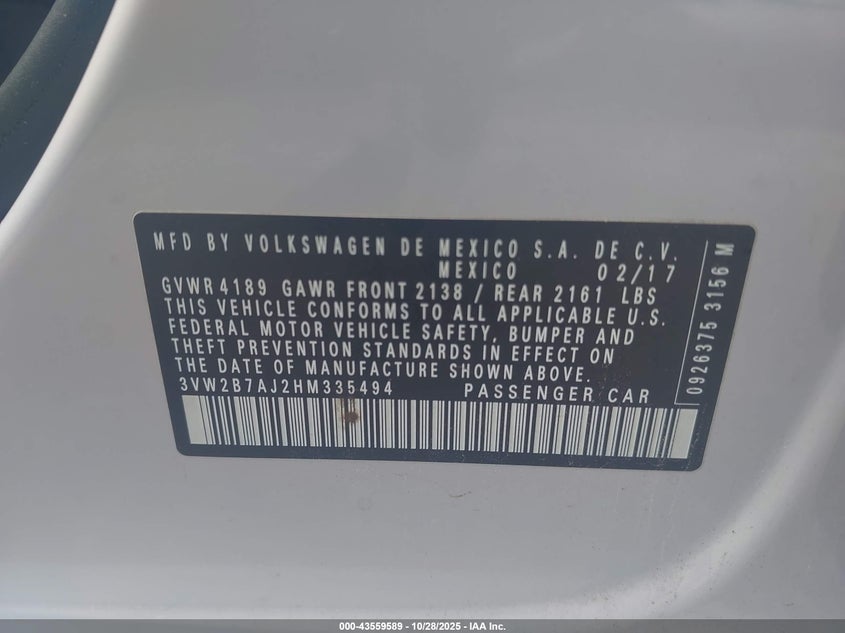 MFD BY VOLKSWAGEN DE MEXICO S.A. DE C.V.
MEXICO 02/17
GVWR 4189 GAWR FRONT 2138 / REAR 2161 LBS
THIS VEHICLE CONFORMS TO ALL APPLICABLE U.S.
FEDERAL MOTOR VEHICLE SAFETY, BUMPER AND
THEFT PREVENTION STANDARDS IN EFFECT ON
THE DATE OF MANUFACTURE SHOWN ABOVE.
3VW2B7AJ2HM335494 PASSENGER CAR
0926375 3156 M
000-43559589 - 10/28/2025 - IAA Inc.